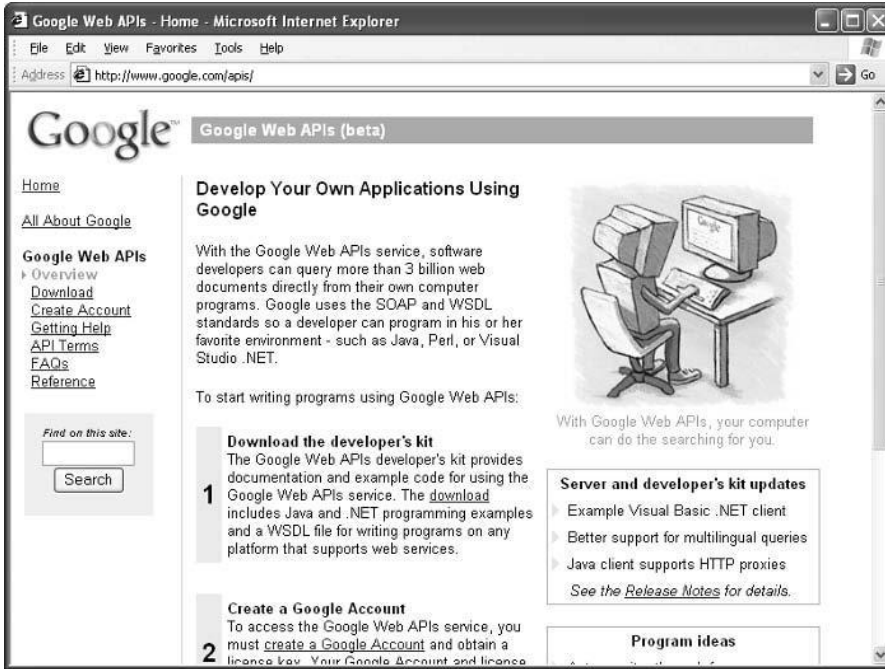 Google Web APIs - Home - Microsoft Internet Explorer
File Edit View Favorites Tools Help
Address http://www.google.com/apis/ Go
Google™
Google Web APIs (beta)
Home
All About Google
Google Web APIs
Overview
Download
Create Account
Getting Help
API Terms
FAQs
Reference
Find on this site:
Search
Develop Your Own Applications Using
Google
With the Google Web APIs service, software
developers can query more than 3 billion web
documents directly from their own computer
programs. Google uses the SOAP and WSDL
standards so a developer can program in his or her
favorite environment - such as Java, Perl, or Visual
Studio .NET.
To start writing programs using Google Web APIs:
1
Download the developer's kit
The Google Web APIs developer's kit provides
documentation and example code for using the
Google Web APIs service. The download
includes Java and .NET programming examples
and a WSDL file for writing programs on any
platform that supports web services.
2
Create a Google Account
To access the Google Web APIs service, you
must create a Google Account and obtain a
license key. Your Google Account and license
Google
With Google Web APIs, your computer
can do the searching for you.
Server and developer's kit updates
Example Visual Basic .NET client
Better support for multilingual queries
Java client supports HTTP proxies
See the Release Notes for details.
Program ideas